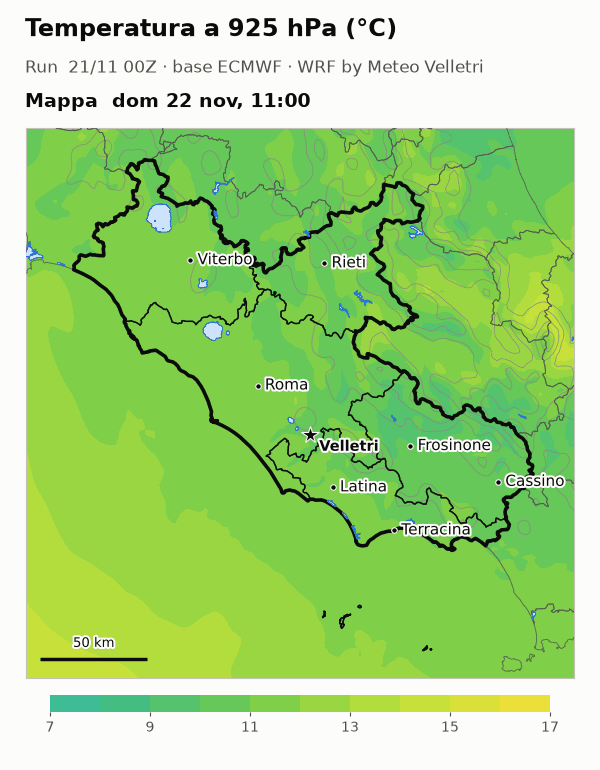 Temperatura a 925 hPa (°C)
Run  21/11 00Z · base ECMWF · WRF by Meteo Velletri
Mappa  dom 22 nov, 11:00
Viterbo
Rieti
Roma
Velletri
Frosinone
Cassino
Latina
Terracina
50 km
7 9 11 13 15 17